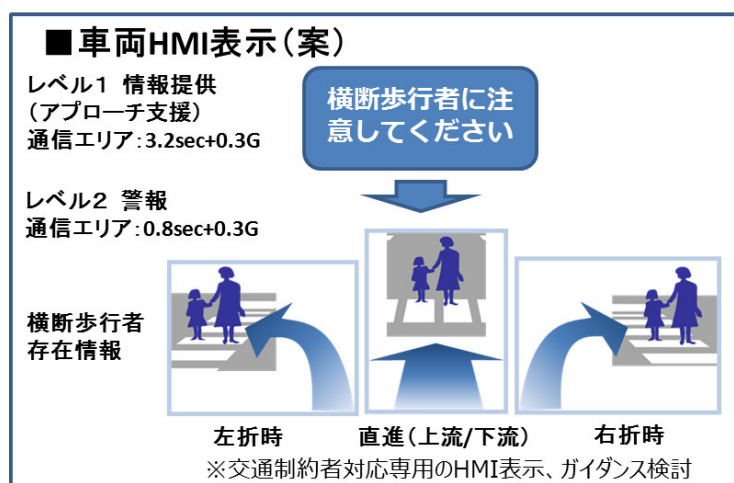 ■車両HMI表示(案)
レベル1 情報提供
(アプローチ支援)
通信エリア:3.2sec+0.3G
横断歩行者に注
意してください
レベル2 警報
通信エリア:0.8sec+0.3G
横断歩行者
存在情報
左折時
直進(上流/下流)
右折時
※交通制約者対応専用のHMI表示、ガイダンス検討